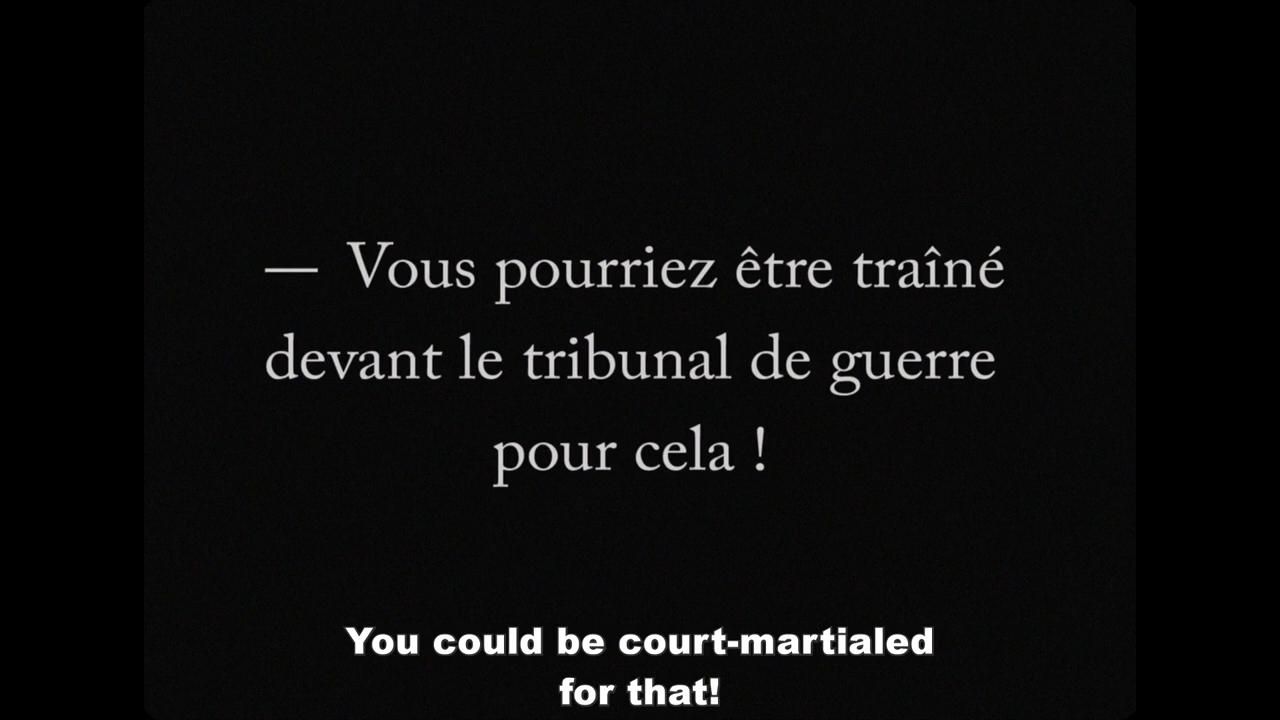 — Vous pourriez être traîné
devant le tribunal de guerre
pour cela !
You could be court-martialed
for that!